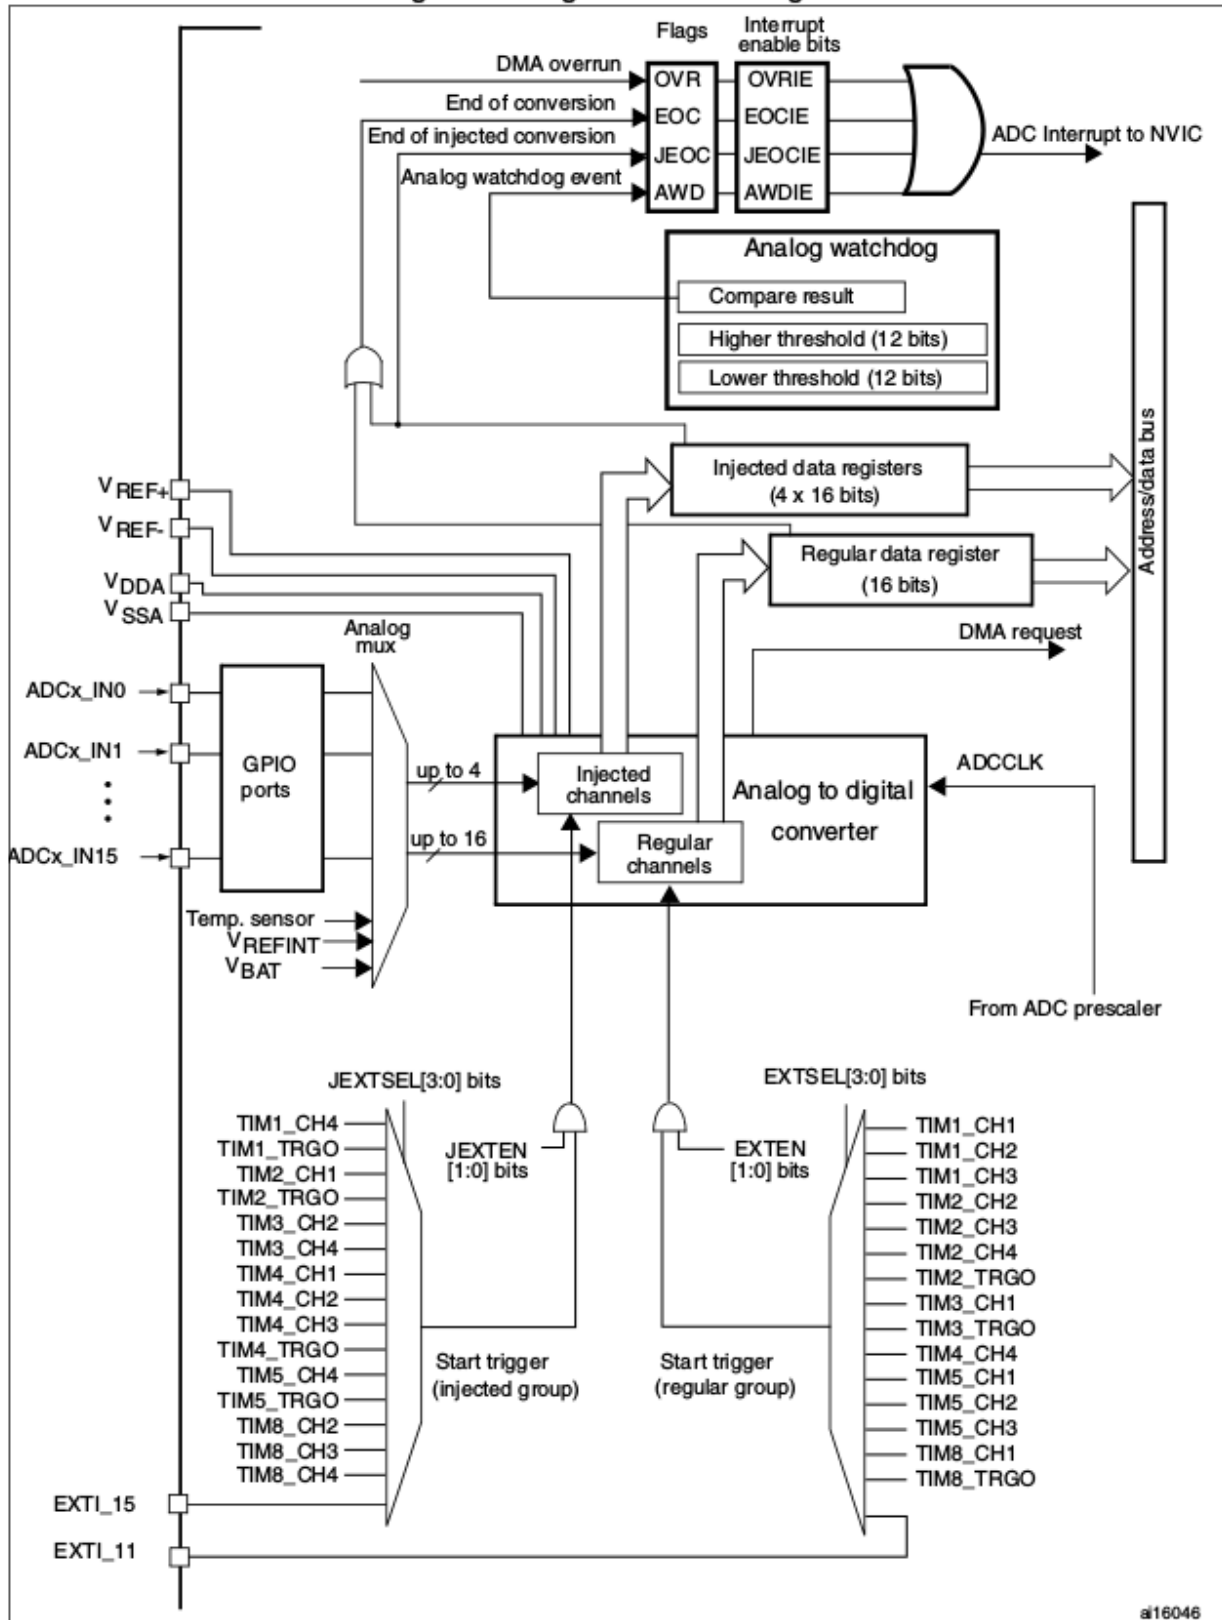 Flags
Interrupt
enable bits
DMA overrun
OVR
OVRIE
End of conversion
EOC
EOCIE
End of injected conversion
JEOC
JEOCIE
ADC Interrupt to NVIC
Analog watchdog event
AWD
AWDIE
Analog watchdog
Compare result
Higher threshold (12 bits)
Lower threshold (12 bits)
Address/data bus
Injected data registers
(4 x 16 bits)
Regular data register
(16 bits)
VREF+
VREF-
VDDA
VSSA
Analog
mux
DMA request
ADCx_IN0
ADCx_IN1
ADCx_IN15
GPIO
ports
up to 4
up to 16
Injected
channels
Regular
channels
Analog to digital
converter
ADCCLK
Temp. sensor
VREFINT
VBAT
From ADC prescaler
JEXTSEL[3:0] bits
EXTSEL[3:0] bits
TIM1_CH4
TIM1_TRGO
TIM2_CH1
TIM2_TRGO
TIM3_CH2
TIM3_CH4
TIM4_CH1
TIM4_CH2
TIM4_CH3
TIM4_TRGO
TIM5_CH4
TIM5_TRGO
TIM8_CH2
TIM8_CH3
TIM8_CH4
JEXTEN
[1:0] bits
EXTEN
[1:0] bits
Start trigger
(injected group)
Start trigger
(regular group)
TIM1_CH1
TIM1_CH2
TIM1_CH3
TIM2_CH2
TIM2_CH3
TIM2_CH4
TIM2_TRGO
TIM3_CH1
TIM3_TRGO
TIM4_CH4
TIM5_CH1
TIM5_CH2
TIM5_CH3
TIM8_CH1
TIM8_TRGO
EXTI_15
EXTI_11
ai16046